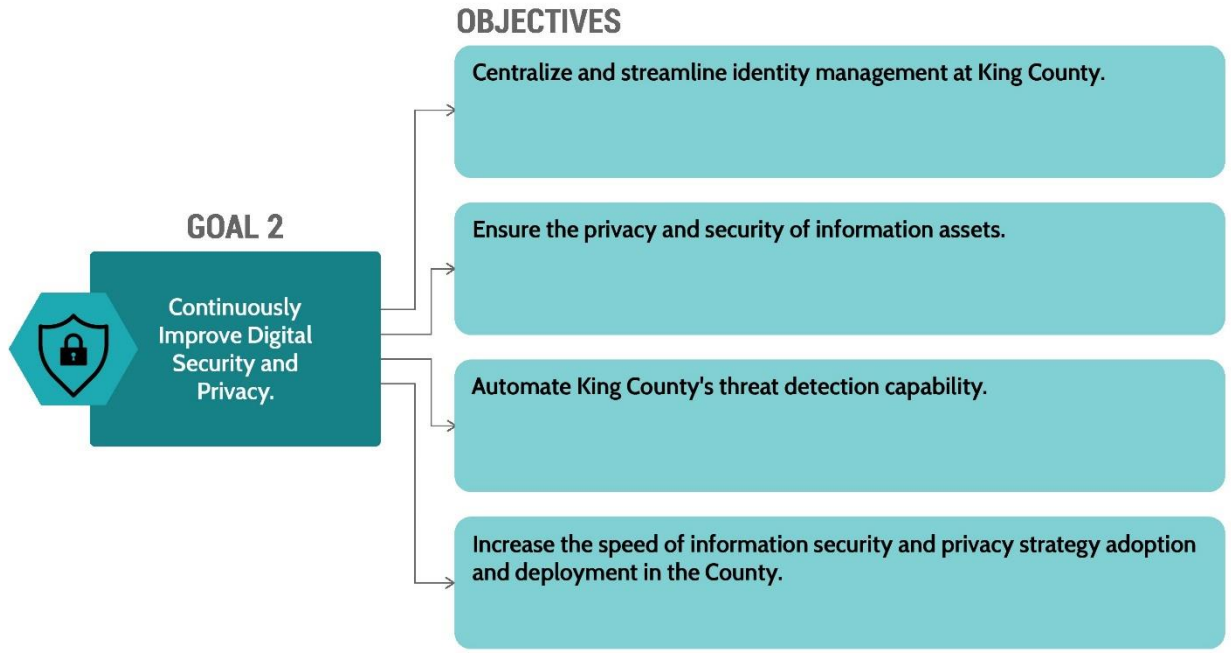 OBJECTIVES
Centralize and streamline identity management at King County.
GOAL 2
Continuously
Improve Digital
Security and
Privacy.
Ensure the privacy and security of information assets.
Automate King County's threat detection capability.
Increase the speed of information security and privacy strategy adoption
and deployment in the County.